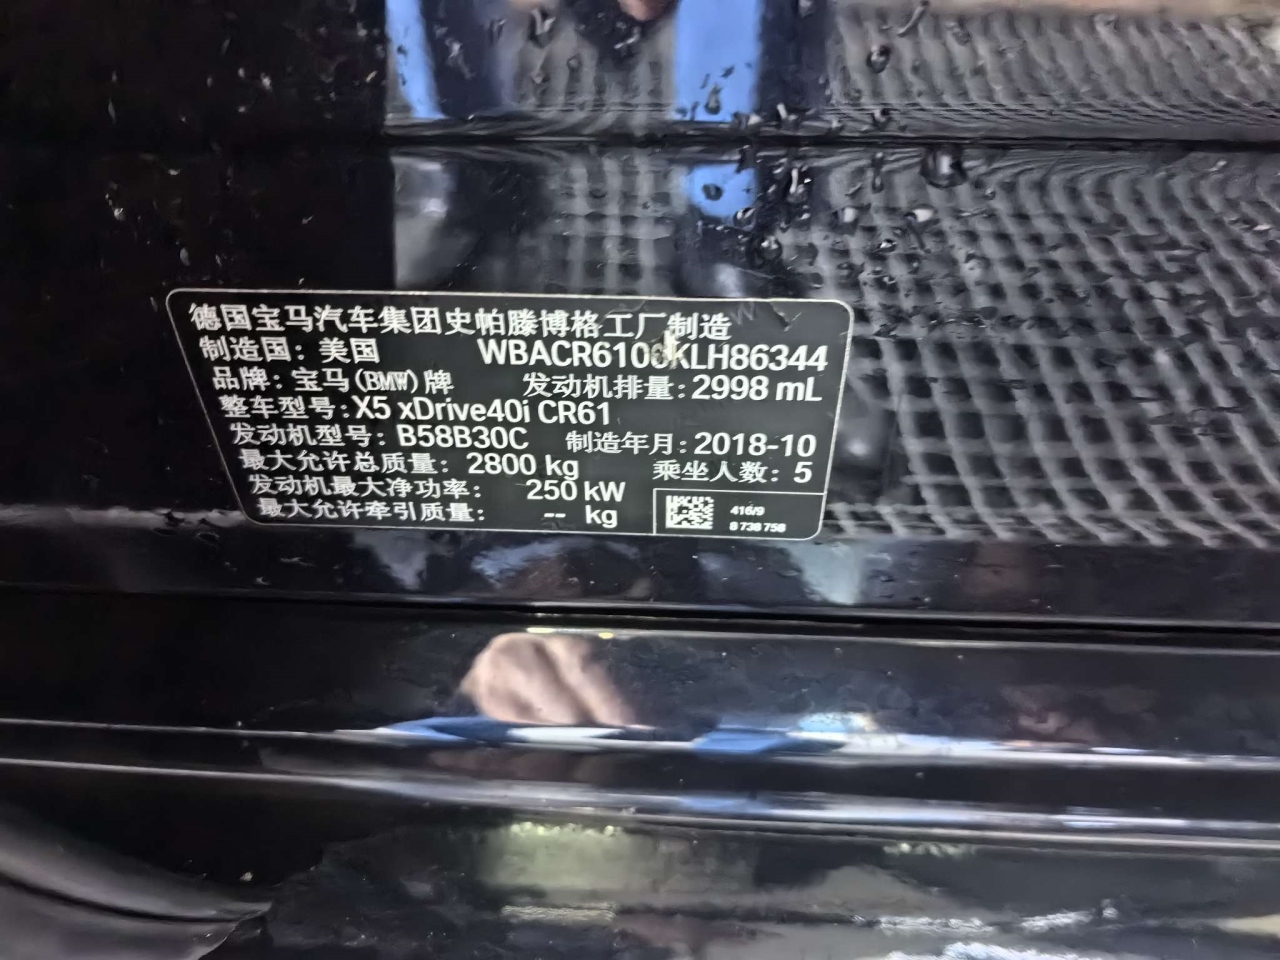 德国宝马汽车集团史帕滕博格工厂制造
制造国：美国
品牌：宝马(BMW)牌 发动机排量：2998 mL
整车型号：X5 xDrive40i CR61
发动机型号：B58B30C 制造年月：2018-10
最大允许总质量：2800 kg 乘坐人数：5
发动机最大净功率：250 kW
最大允许牵引质量：-- kg
416/9
8 738 758